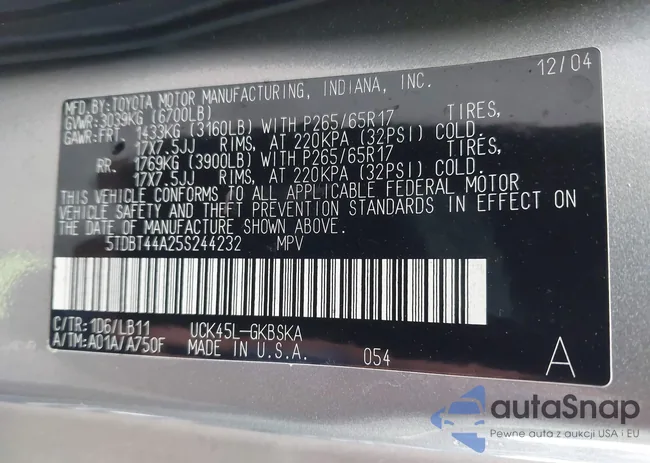 MFD.BY:TOYOTA MOTOR MANUFACTURING, INDIANA, INC. 12/04
GVWR: 3039KG (6700LB)
GAWR:FRT. 1433KG (3160LB) WITH P265/65R17 TIRES,
17X7.5JJ RIMS, AT 220KPA (32PSI) COLD.
RR. 1769KG (3900LB) WITH P265/65R17 TIRES,
17X7.5JJ RIMS, AT 220KPA (32PSI) COLD.
THIS VEHICLE CONFORMS TO ALL APPLICABLE FEDERAL MOTOR
VEHICLE SAFETY AND THEFT PREVENTION STANDARDS IN EFFECT ON
THE DATE OF MANUFACTURE SHOWN ABOVE.
5TDBT44A25S244232 MPV
C/TR: 1D6/LB11 UCK45L-GKBSKA
A/TM: A01A/A750F MADE IN U.S.A. 054 A
autaSnap
Pewne auta z aukcji USA i EU